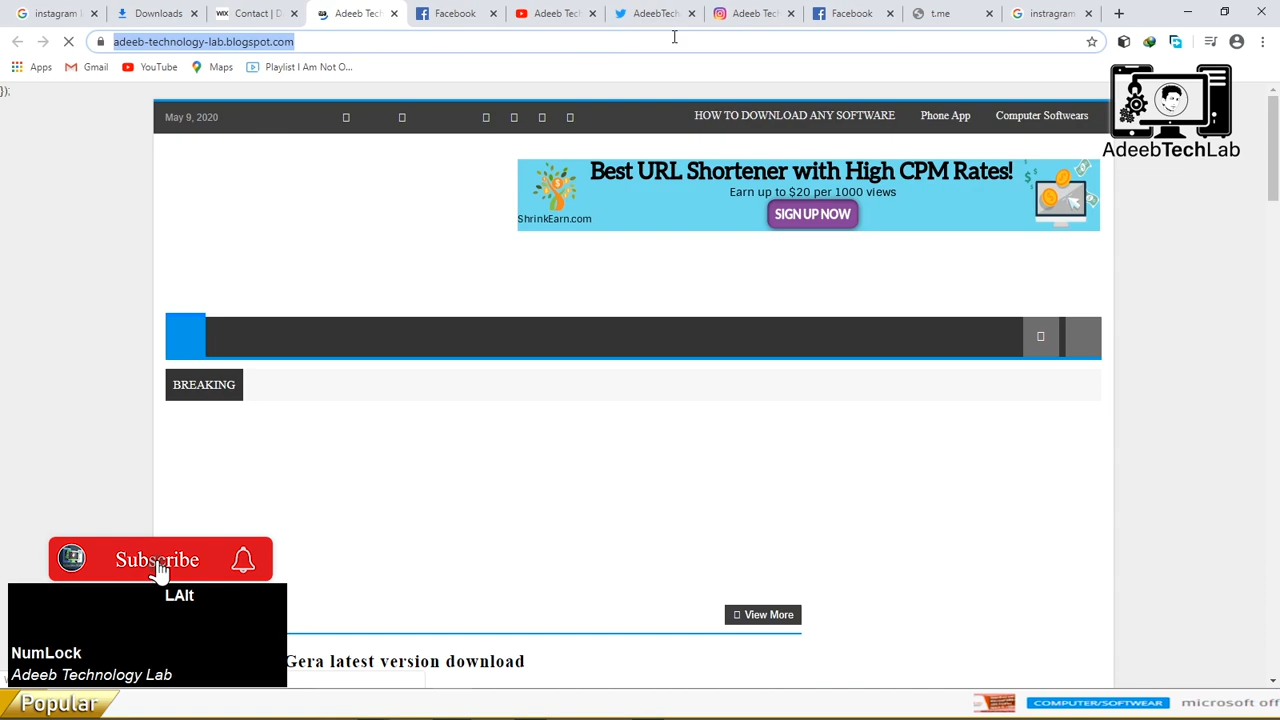 instagram l
Downloads
WIX Contact | D
Adeeb Tech
Facebook
Adeeb Tec
AdeebTech
Adeeb Tec
Facebook
t.me
instragram
adeeb-technology-lab.blogspot.com
Apps Gmail YouTube Maps Playlist I Am Not O...
});
May 9, 2020
HOW TO DOWNLOAD ANY SOFTWARE Phone App Computer Softwears
AdeebTechLab
Best URL Shortener with High CPM Rates!
Earn up to $20 per 1000 views
SIGN UP NOW
ShrinkEarn.com
BREAKING
Subscribe
LAlt
View More
NumLock
Gera latest version download
Adeeb Technology Lab
Popular
COMPUTER/SOFTWEAR
microsoft off